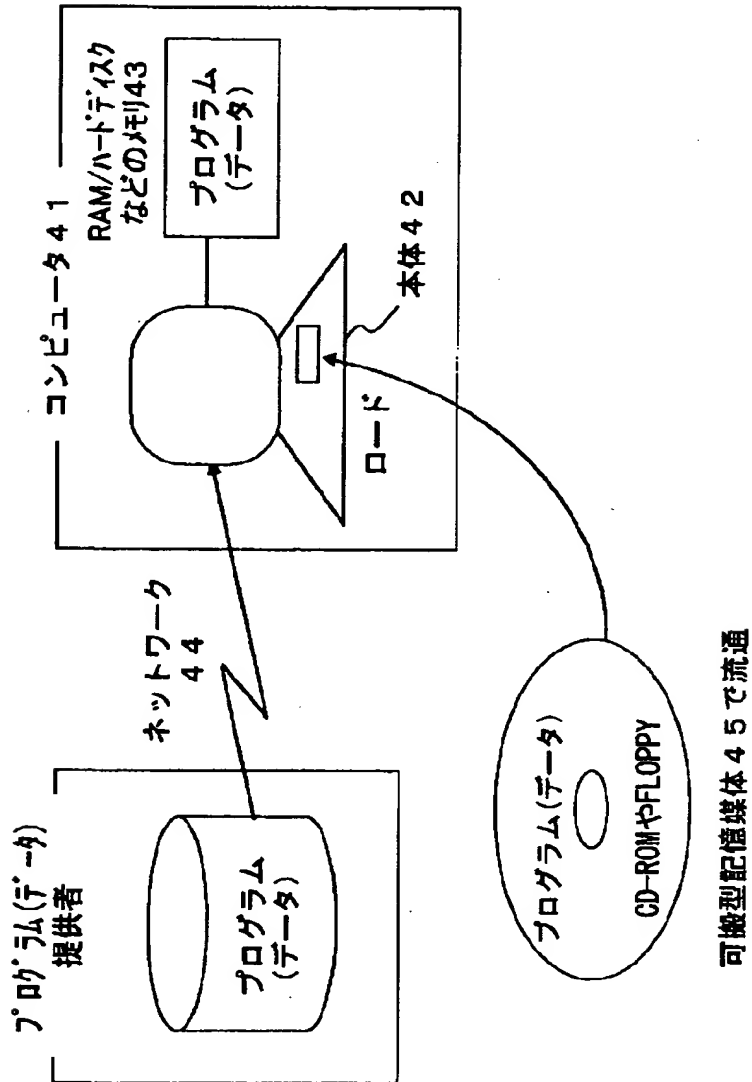 プログラム(データ)
提供者
プログラム
(データ)
ネットワーク
44
コンピュータ41
RAM/ハードディスク
などのメモリ43
プログラム
(データ)
本体42
ロード
プログラム(データ)
CD-ROMやFLOPPY
可搬型記憶媒体45で流通